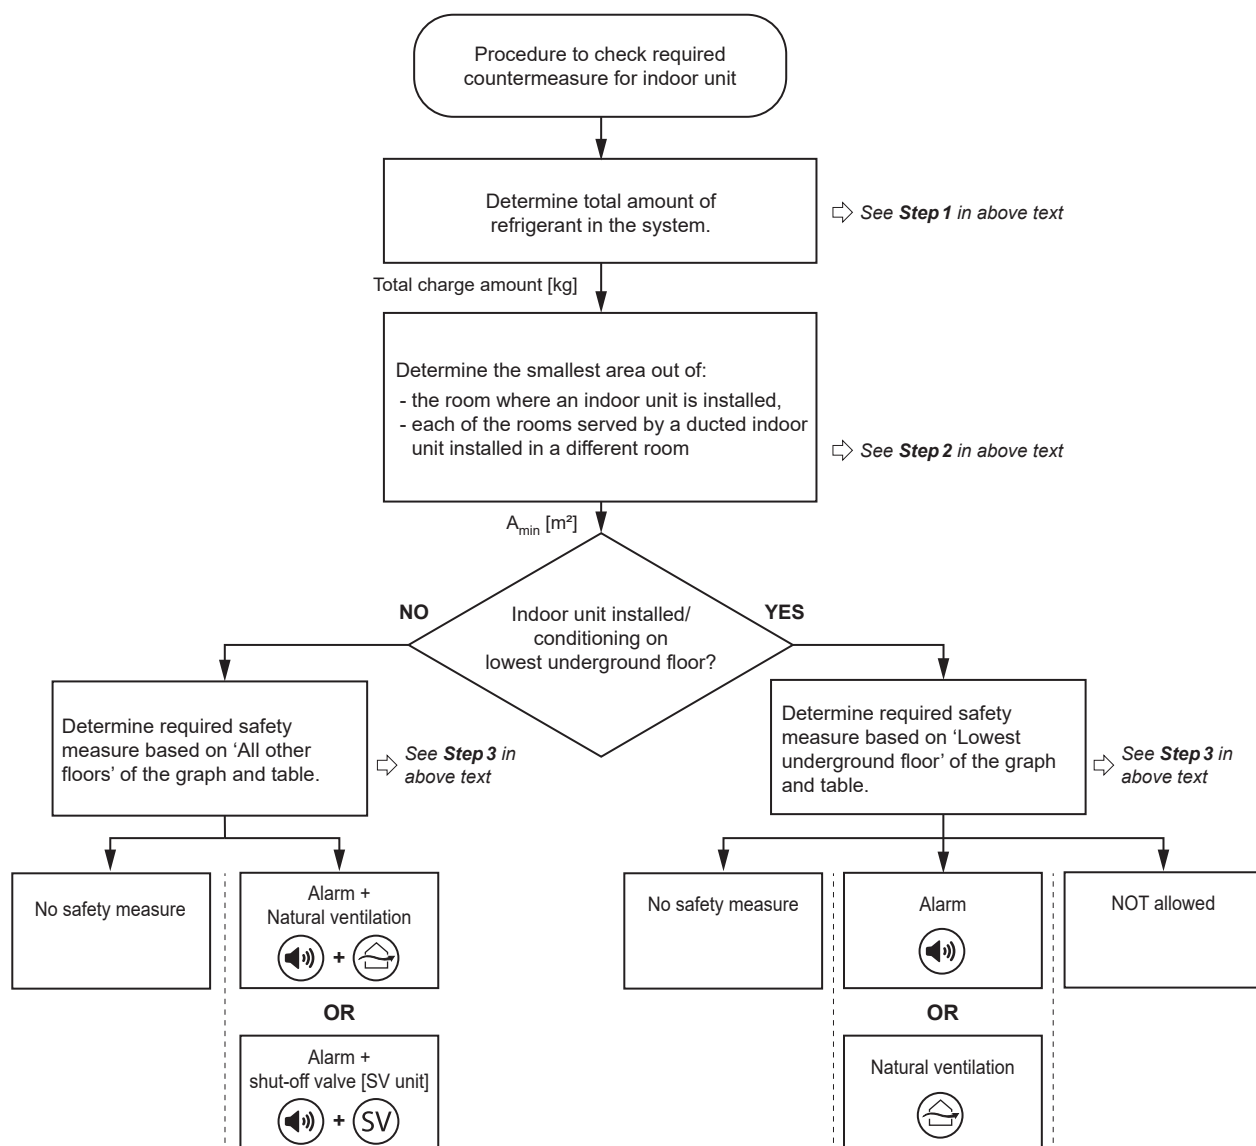 Procedure to check required
countermeasure for indoor unit
Determine total amount of
refrigerant in the system.
See Step 1 in above text
Total charge amount [kg]
Determine the smallest area out of:
- the room where an indoor unit is installed,
- each of the rooms served by a ducted indoor
unit installed in a different room
See Step 2 in above text
Amin [m²]
NO
Indoor unit installed/
conditioning on
lowest underground floor?
YES
Determine required safety
measure based on ‘All other
floors’ of the graph and table.
See Step 3 in
above text
Determine required safety
measure based on ‘Lowest
underground floor’ of the graph
and table.
See Step 3 in
above text
No safety measure
Alarm +
Natural ventilation
+
OR
Alarm +
shut-off valve [SV unit]
+ SV
No safety measure
Alarm
OR
Natural ventilation
NOT allowed